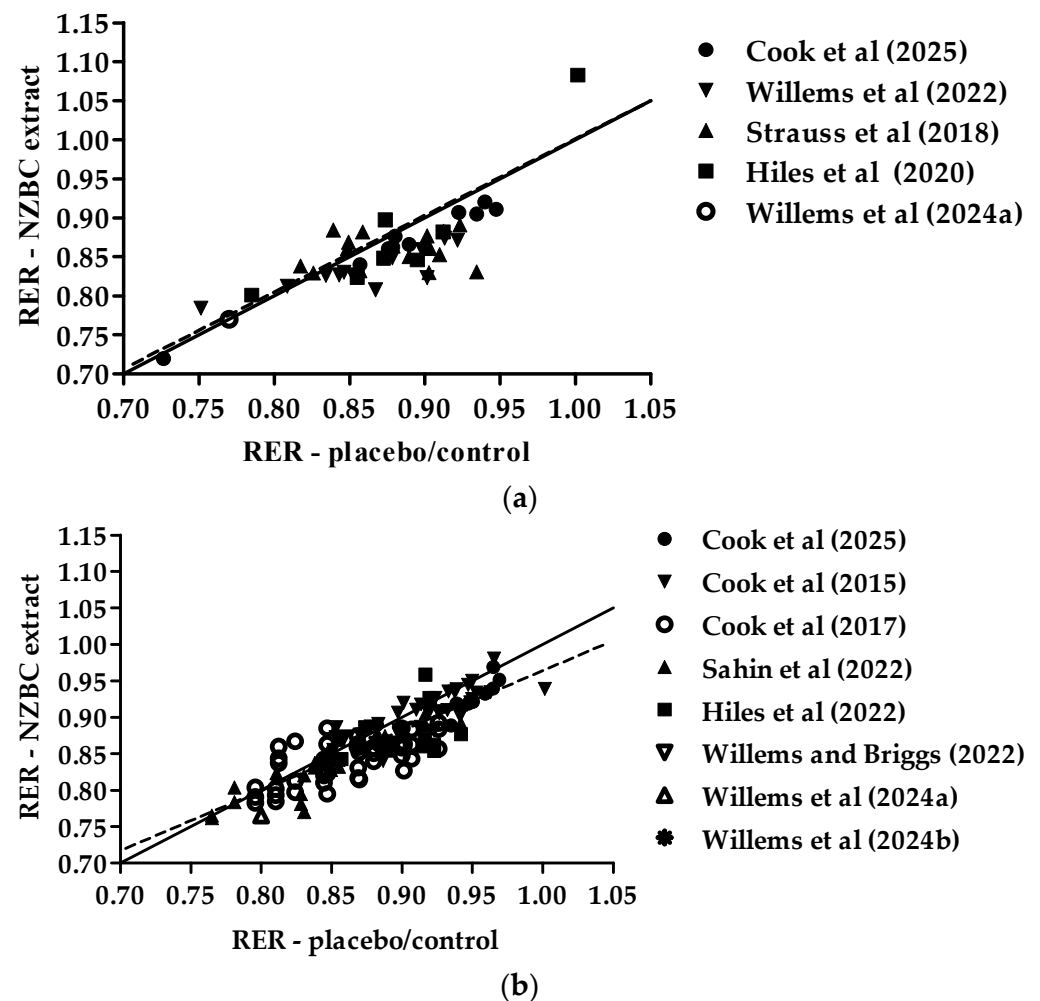 1.15
1.10
1.05
1.00
0.95
0.90
0.85
0.80
0.75
0.70
RER - NZBC extract
0.70 0.75 0.80 0.85 0.90 0.95 1.00 1.05
RER - placebo/control
Cook et al (2025)
Willems et al (2022)
Strauss et al (2018)
Hiles et al (2020)
Willems et al (2024a)
(a)
1.15
1.10
1.05
1.00
0.95
0.90
0.85
0.80
0.75
0.70
RER - NZBC extract
0.70 0.75 0.80 0.85 0.90 0.95 1.00 1.05
RER - placebo/control
Cook et al (2025)
Cook et al (2015)
Cook et al (2017)
Sahin et al (2022)
Hiles et al (2022)
Willems and Briggs (2022)
Willems et al (2024a)
Willems et al (2024b)
(b)